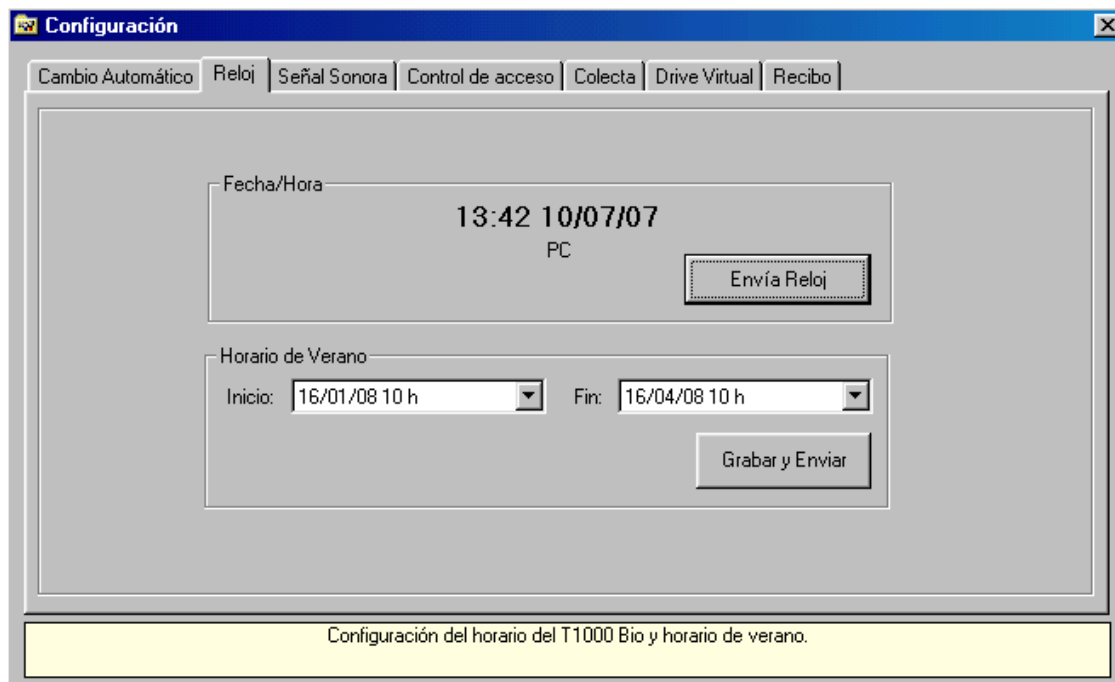 Configuración
Cambio Automático Reloj Señal Sonora Control de acceso Colecta Drive Virtual Recibo
Fecha/Hora
13:42 10/07/07
PC
Envía Reloj
Horario de Verano
Inicio: 16/01/08 10 h Fin: 16/04/08 10 h
Grabar y Enviar
Configuración del horario del T1000 Bio y horario de verano.